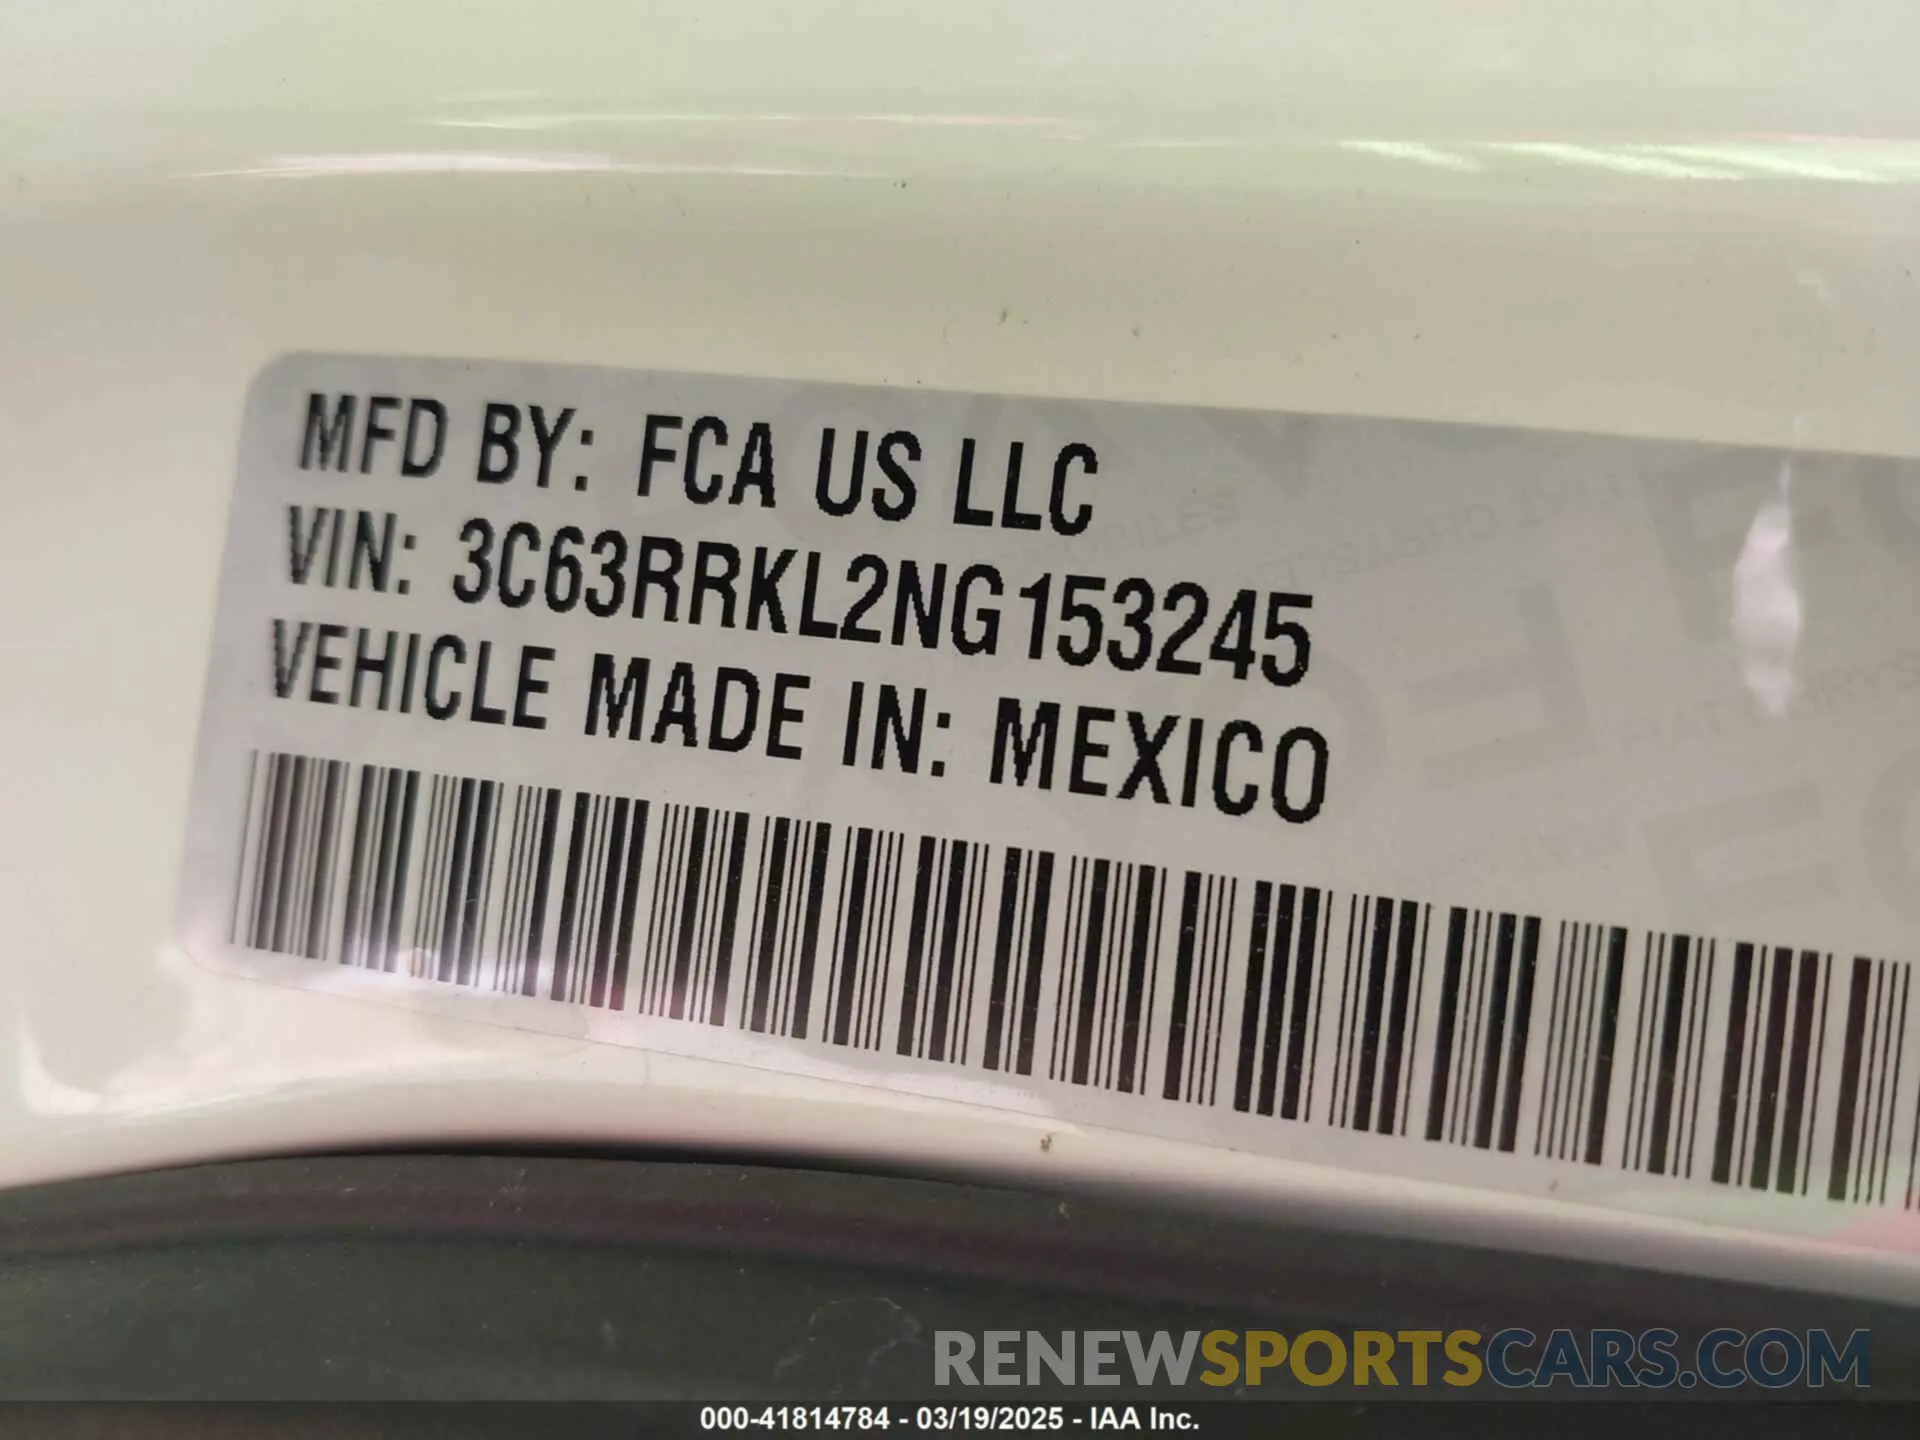 MFD BY: FCA US LLC
VIN: 3C63RRKL2NG153245
VEHICLE MADE IN: MEXICO
RENEWSPORTSCARS.COM
000-41814784 - 03/19/2025 - IAA Inc.